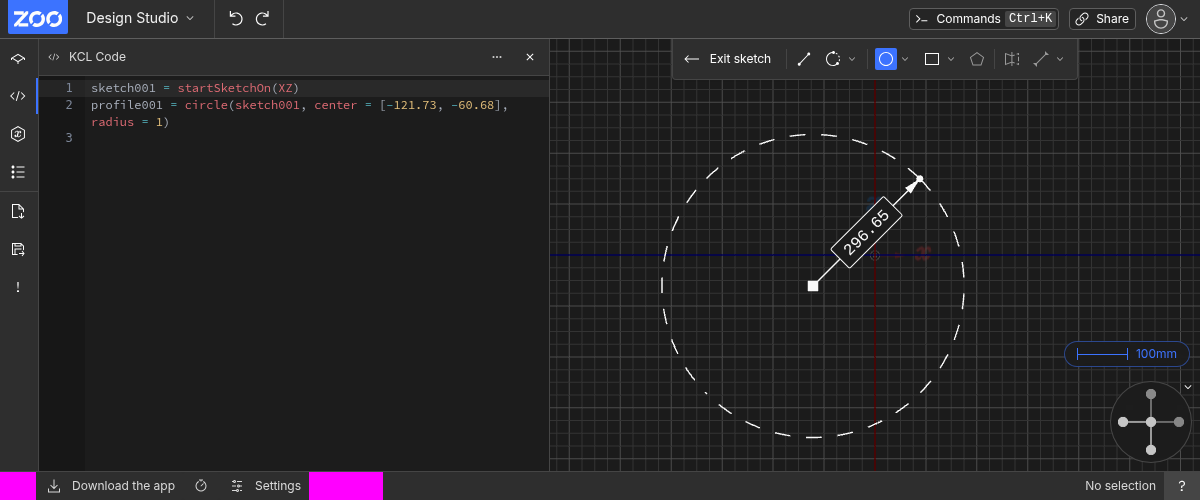 ZOO
Design Studio
Commands Ctrl+K
Share
KCL Code
Exit sketch
1 sketch001 = startSketchOn(XZ)
2 profile001 = circle(sketch001, center = [-121.73, -60.68],
radius = 1)
3
296.65
100mm
Download the app
Settings
No selection
?